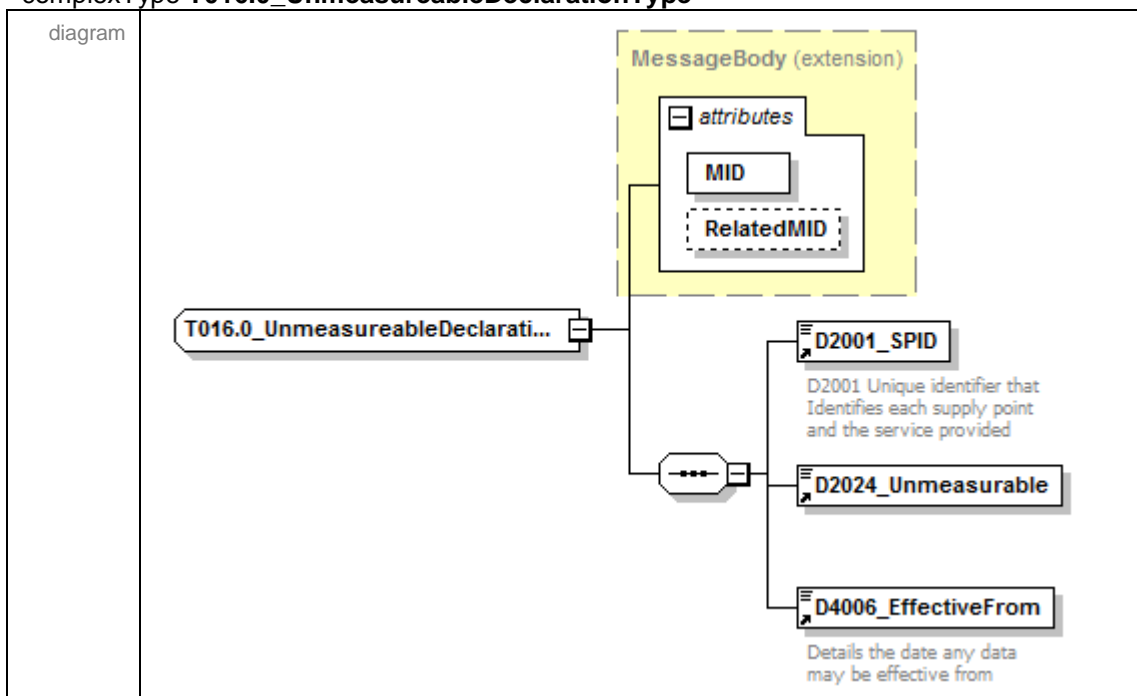 complexType T016.0_UnmeasureableDeclarationType
diagram
MessageBody (extension)
attributes
MID
RelatedMID
T016.0_UnmeasureableDeclarati...
D2001_SPID
D2001 Unique identifier that
Identifies each supply point
and the service provided
D2024_Unmeasurable
D4006_EffectiveFrom
Details the date any data
may be effective from